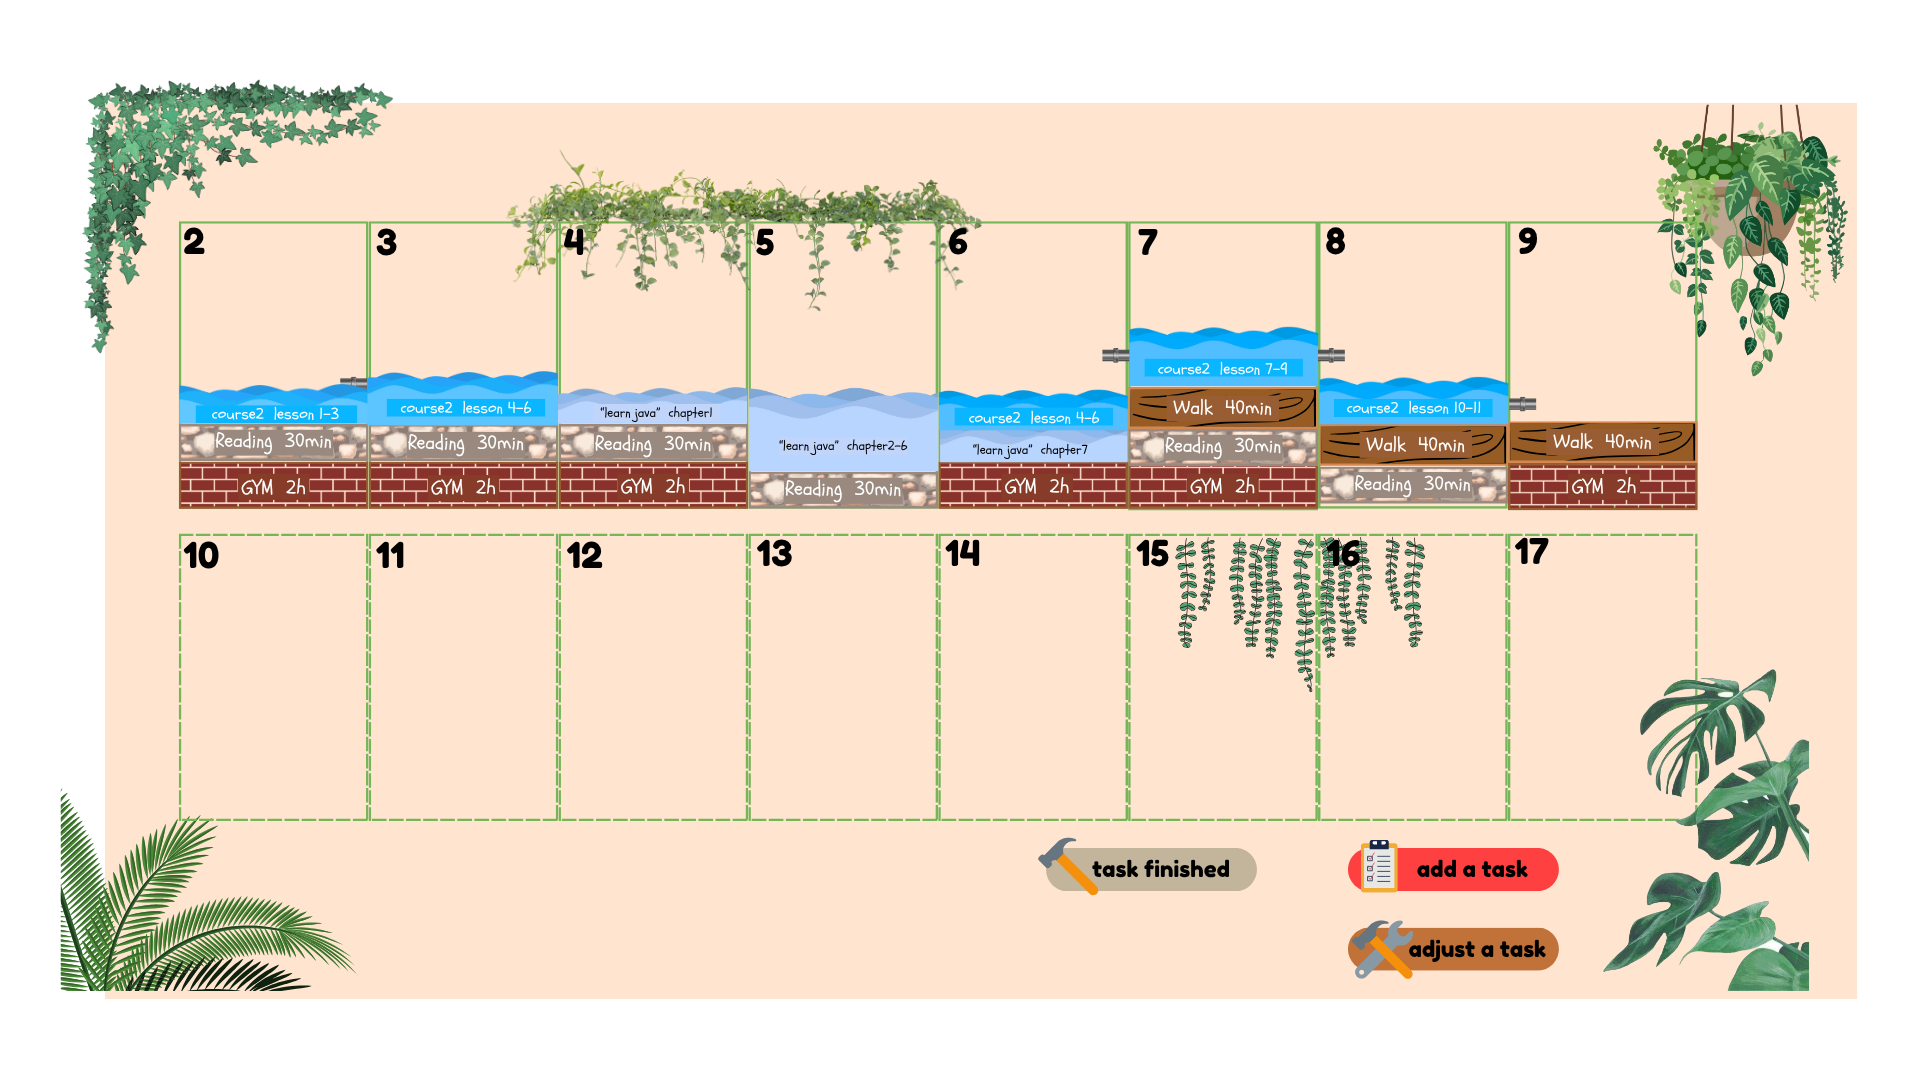 2
course2 lesson 1-3
Reading 30min
GYM 2h
3
course2 lesson 4-6
Reading 30min
GYM 2h
4
"learn java" chapter1
Reading 30min
GYM 2h
5
"learn java" chapter2-6
Reading 30min
6
course2 lesson 4-6
"learn java" chapter7
GYM 2h
7
course2 lesson 7-9
Walk 40min
Reading 30min
GYM 2h
8
course2 lesson 10-11
Walk 40min
Reading 30min
9
Walk 40min
GYM 2h
10
11
12
13
14
15
16
17
task finished
add a task
adjust a task